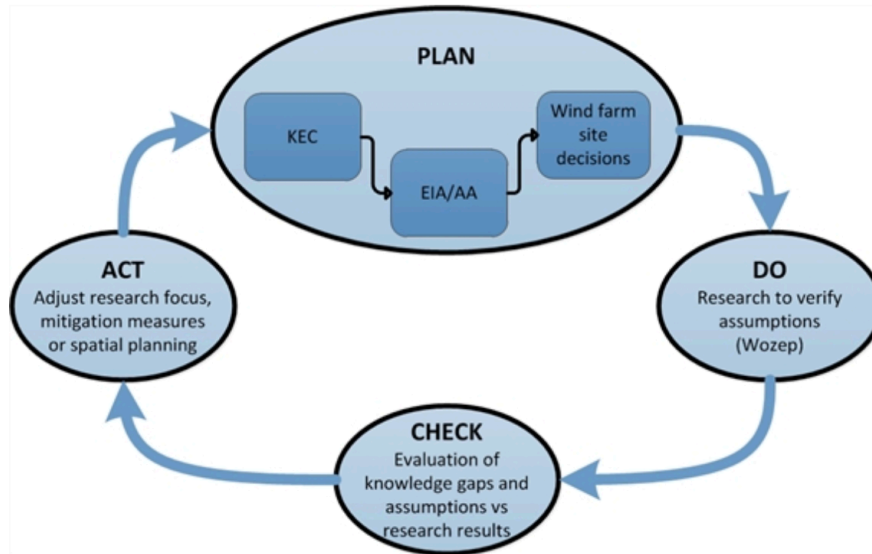 PLAN
KEC
EIA/AA
Wind farm
site
decisions
DO
Research to verify
assumptions
(Wozep)
CHECK
Evaluation of
knowledge gaps and
assumptions vs
research results
ACT
Adjust research focus,
mitigation measures
or spatial planning